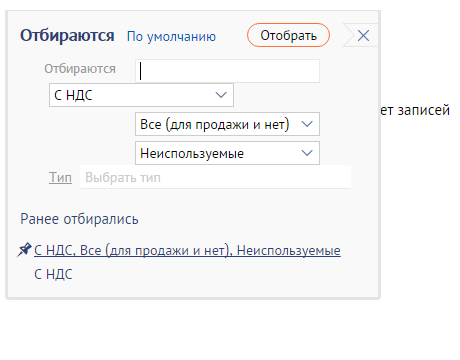 Отбираются По умолчанию Отобрать
Отбираются
С НДС
ет записей
Все (для продажи и нет)
Неиспользуемые
Тип Выбрать тип
Ранее отбирались
С НДС, Все (для продажи и нет), Неиспользуемые
С НДС